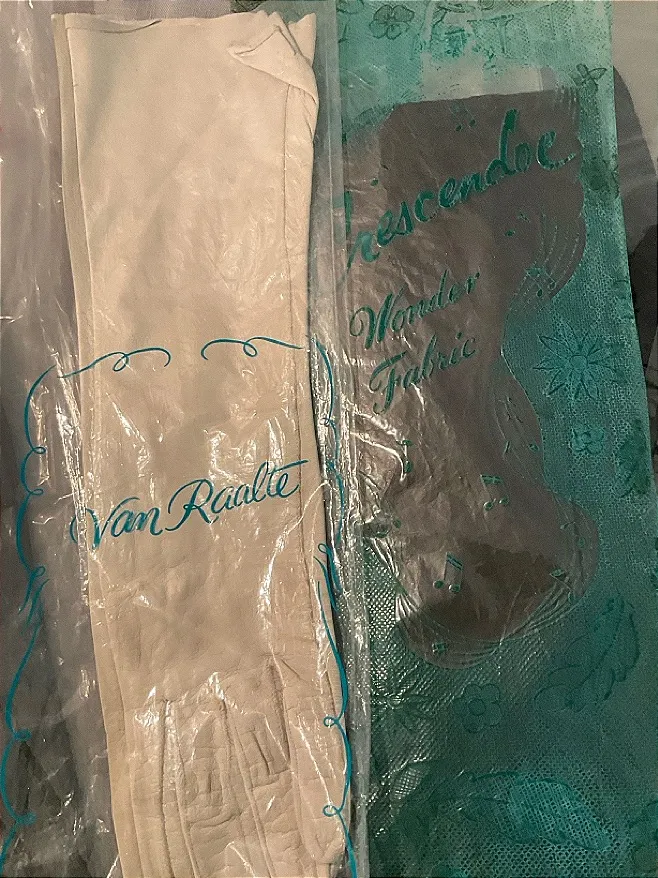 Van Raalte
Crescendoe
Wonder
Fabric